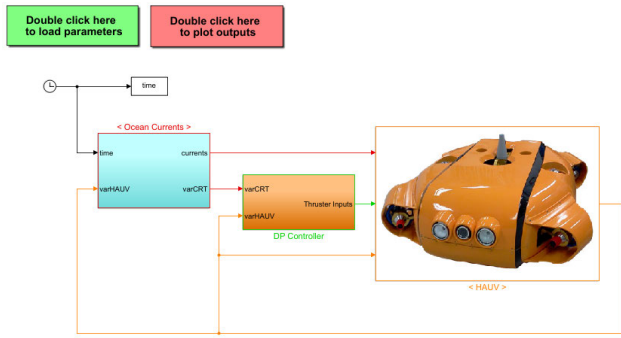 Double click here
to load parameters
Double click here
to plot outputs
time
< Ocean Currents >
time
currents
varHAUV
varCRT
varCRT
varHAUV
Thruster Inputs
DP Controller
< HAUV >